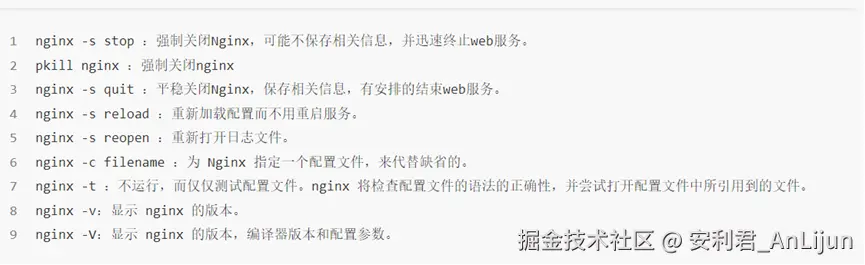 1 nginx -s stop ：强制关闭Nginx，可能不保存相关信息，并迅速终止web服务。
2 pkill nginx ：强制关闭nginx
3 nginx -s quit ：平稳关闭Nginx，保存相关信息，有安排的结束web服务。
4 nginx -s reload ：重新加载配置而不用重启服务。
5 nginx -s reopen ：重新打开日志文件。
6 nginx -c filename ：为 Nginx 指定一个配置文件，来代替缺省的。
7 nginx -t ：不运行，而仅仅测试配置文件。nginx 将检查配置文件的语法的正确性，并尝试打开配置文件中所引用到的文件。
8 nginx -v：显示 nginx 的版本。
9 nginx -V：显示 nginx 的版本，编译器版本和配置参数。
掘金技术社区 @ 安利君_AnLijun